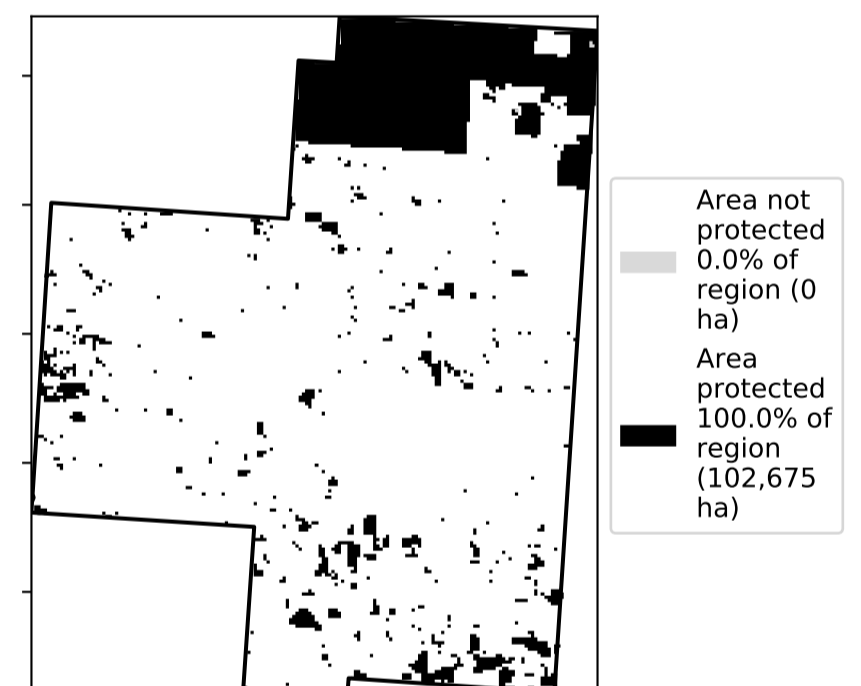 Area not
protected
0.0% of
region (0
ha)
Area
protected
100.0% of
region
(102,675
ha)